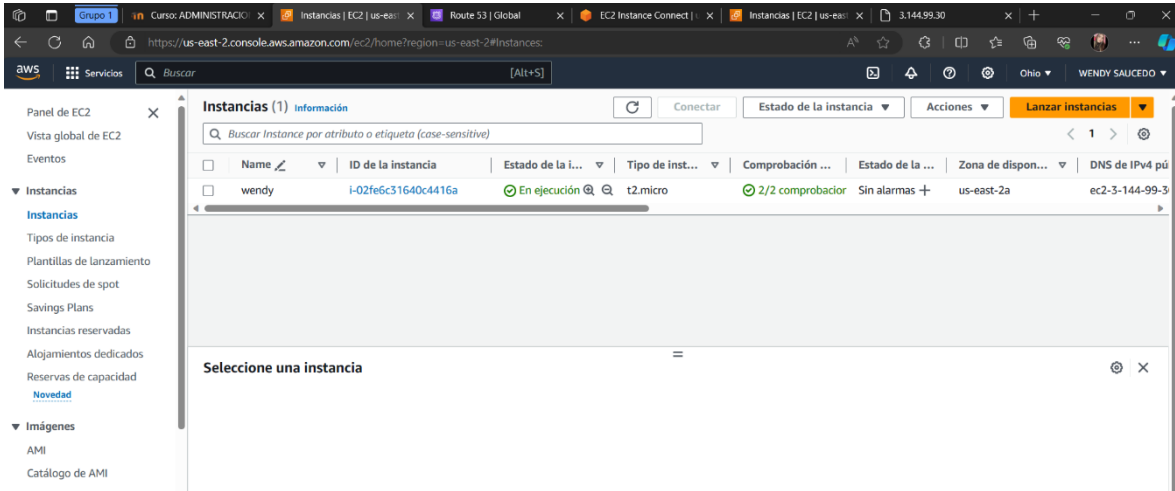 Grupo 1
Curso: ADMINISTRACIO
Instancias | EC2 | us-eas
Route 53 | Global
EC2 Instance Connect |
Instancias | EC2 | us-eas
3.144.99.30
https://us-east-2.console.aws.amazon.com/ec2/home?region=us-east-2#Instances:
aws
Servicios
Buscar
[Alt+S]
Ohio
WENDY SAUCEDO
Panel de EC2
Vista global de EC2
Eventos
Instancias
Instancias
Tipos de instancia
Plantillas de lanzamiento
Solicitudes de spot
Savings Plans
Instancias reservadas
Alojamientos dedicados
Reservas de capacidad
Novedad
Imágenes
AMI
Catálogo de AMI
Instancias (1) Información
Conectar
Estado de la instancia
Acciones
Lanzar instancias
Buscar Instance por atributo o etiqueta (case-sensitive)
1
Name ID de la instancia Estado de la i... Tipo de inst... Comprobación ... Estado de la ... Zona de dispon... DNS de IPv4 pú
wendy i-02fe6c31640c4416a En ejecución t2.micro 2/2 comprobacior Sin alarmas us-east-2a ec2-3-144-99-3
Seleccione una instancia